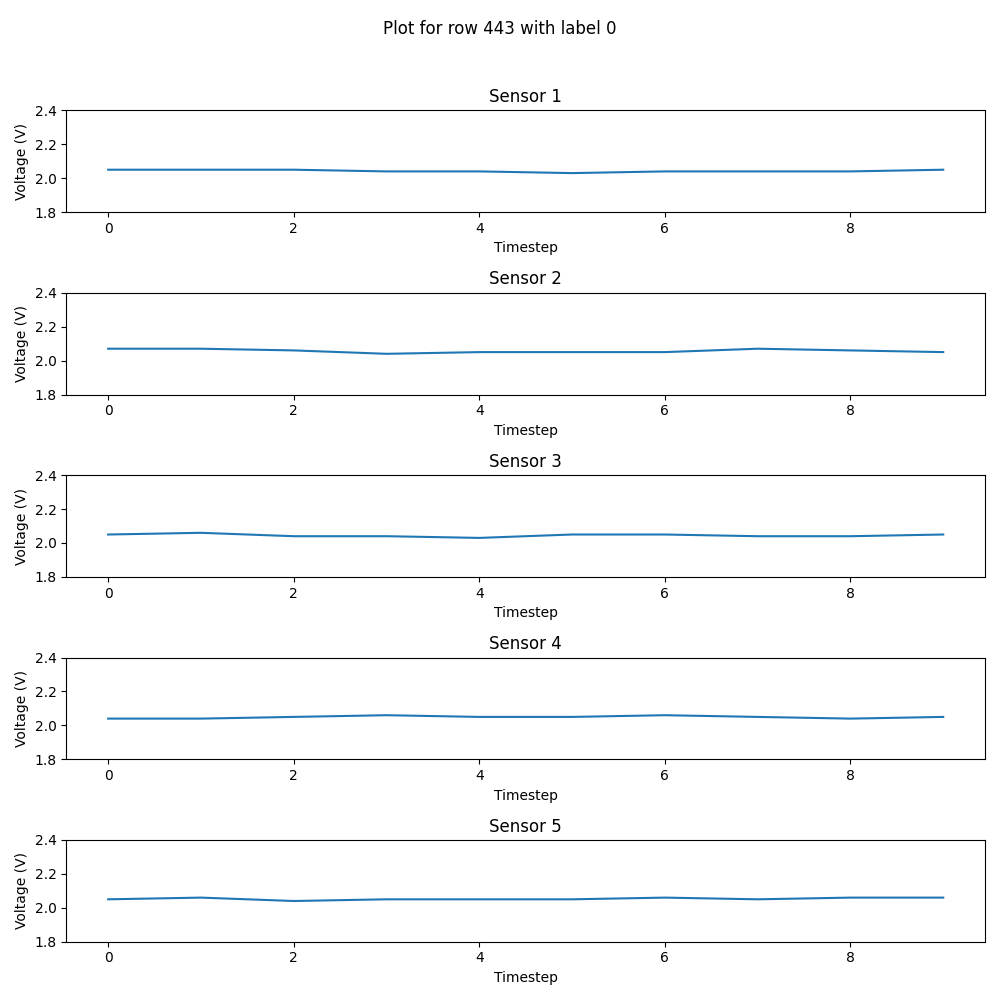 Plot for row 443 with label 0
Sensor 1
2.4
2.2
2.0
1.8
Voltage (V)
0 2 4 6 8
Timestep
Sensor 2
2.4
2.2
2.0
1.8
Voltage (V)
0 2 4 6 8
Timestep
Sensor 3
2.4
2.2
2.0
1.8
Voltage (V)
0 2 4 6 8
Timestep
Sensor 4
2.4
2.2
2.0
1.8
Voltage (V)
0 2 4 6 8
Timestep
Sensor 5
2.4
2.2
2.0
1.8
Voltage (V)
0 2 4 6 8
Timestep